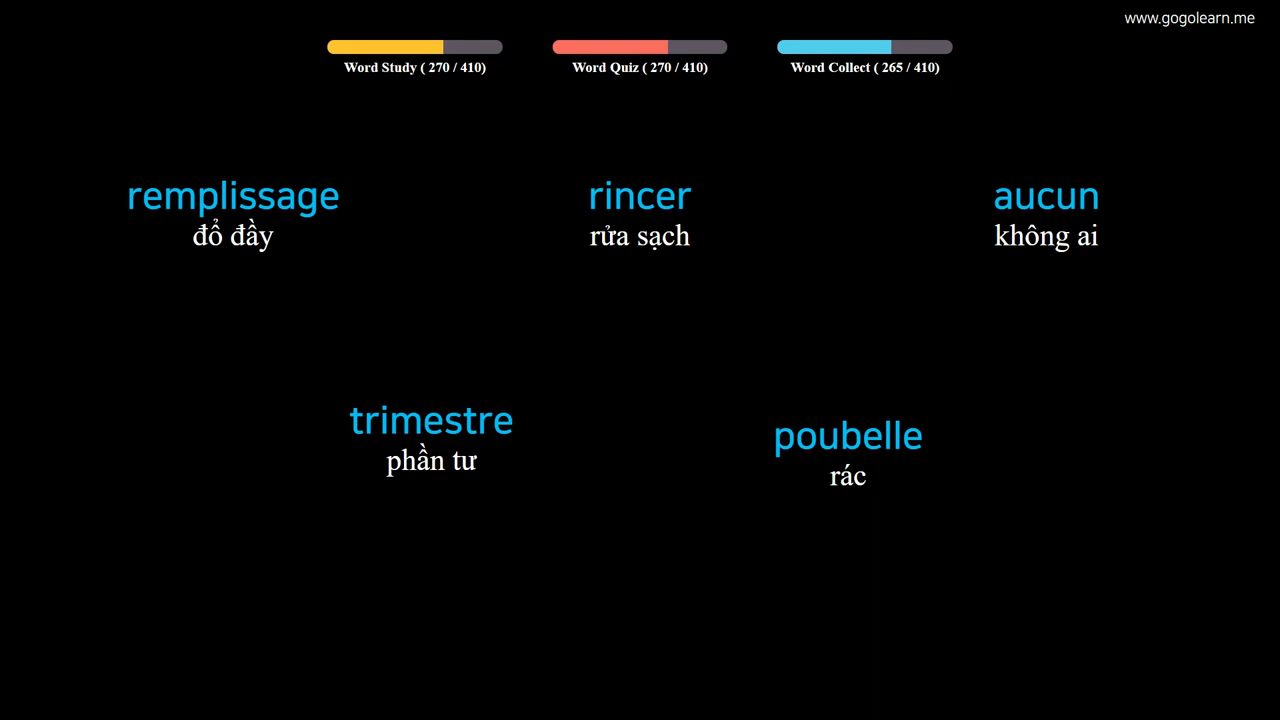 www.gogolearn.me
Word Study ( 270 / 410)
Word Quiz ( 270 / 410)
Word Collect ( 265 / 410)
remplissage
đổ đầy
rincer
rửa sạch
aucun
không ai
trimestre
phần tư
poubelle
rác